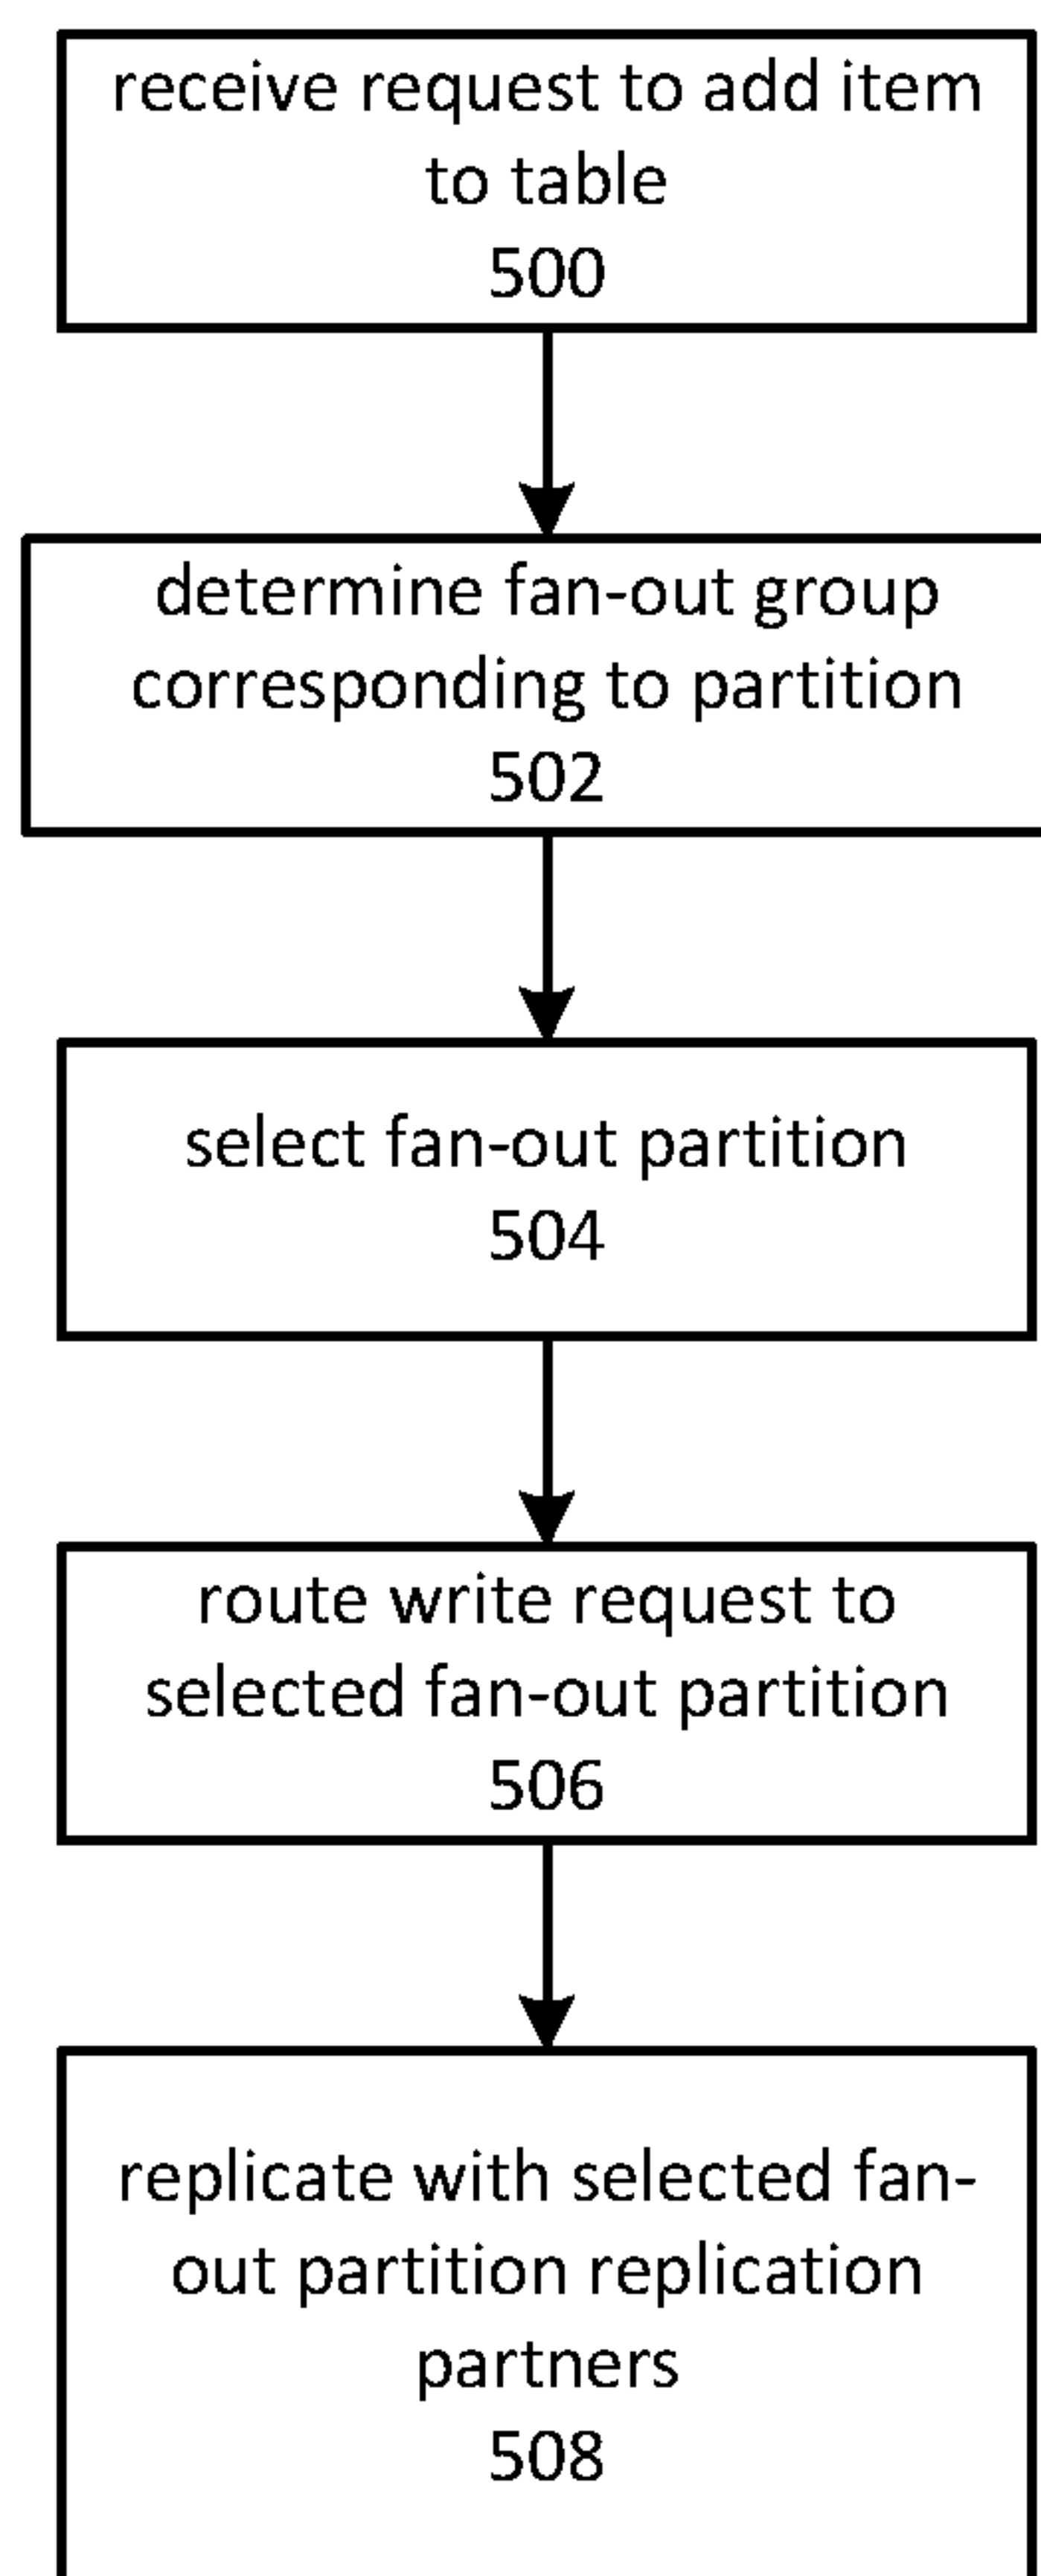 receive request to add item
to table
500
determine fan-out group
corresponding to partition
502
select fan-out partition
504
route write request to
selected fan-out partition
506
replicate with selected fan-
out partition replication
partners
508